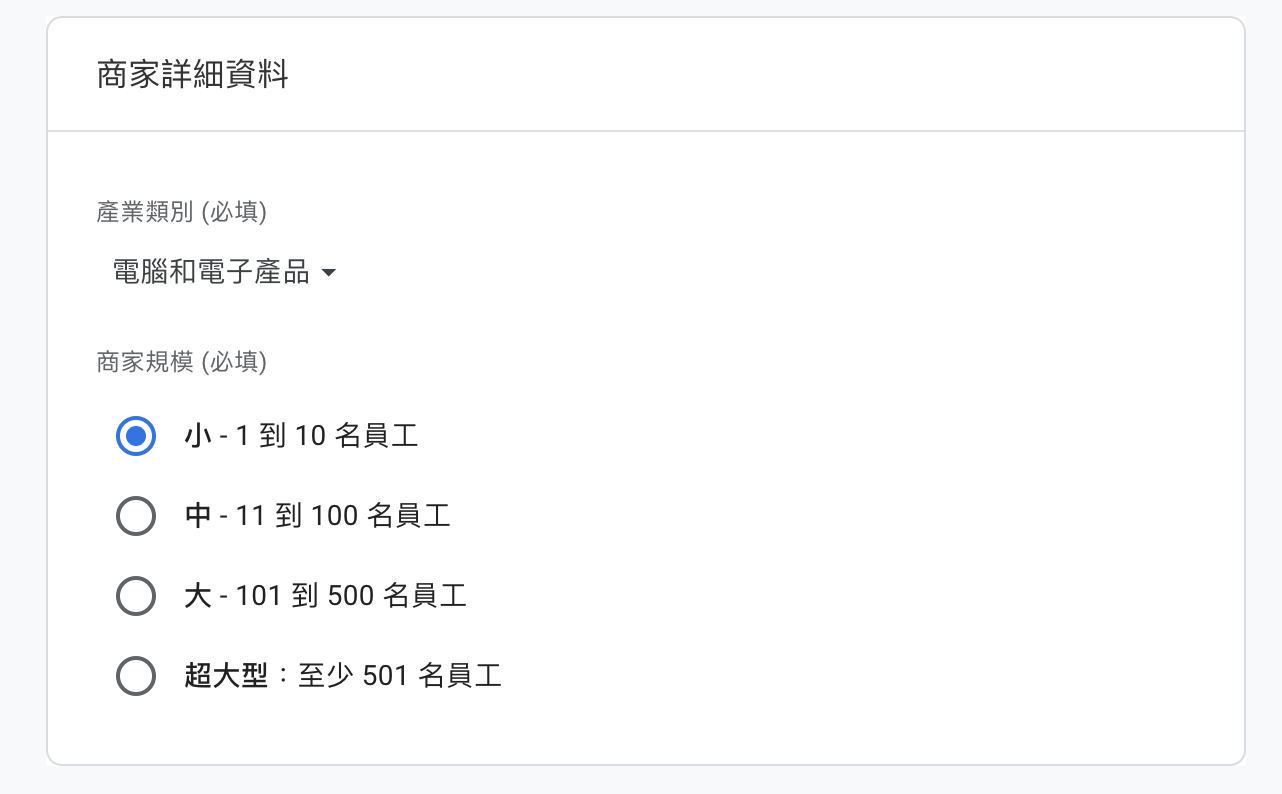 商家詳細資料
產業類別 (必填)
電腦和電子產品
商家規模 (必填)
小 - 1 到 10 名員工
中 - 11 到 100 名員工
大 - 101 到 500 名員工
超大型：至少 501 名員工